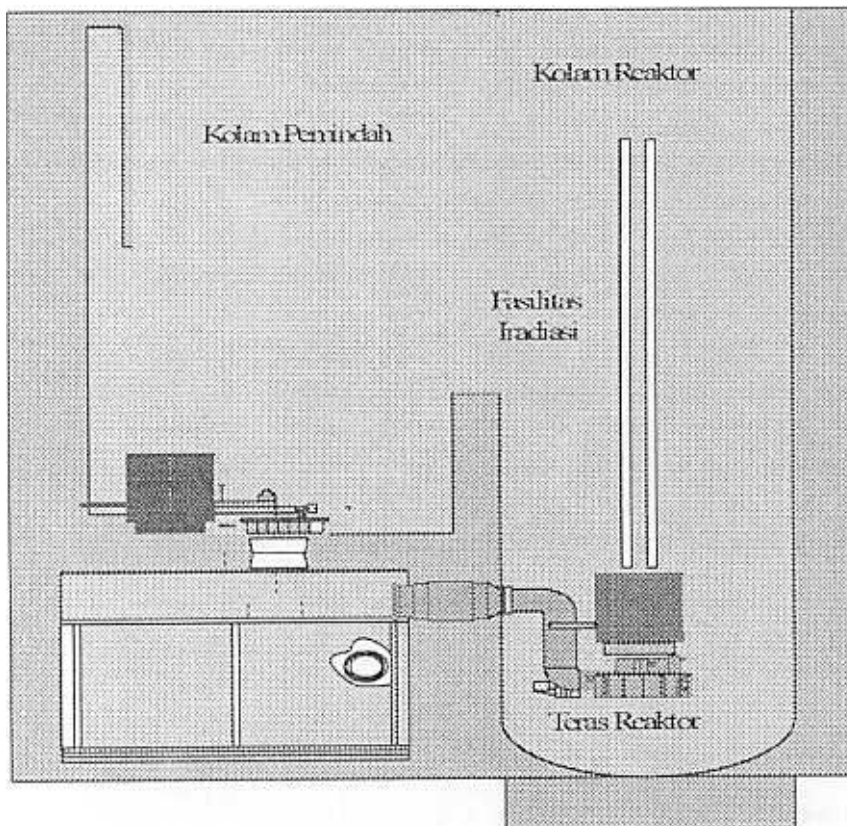 Kolam Reaktor
Kolam Pemindah
Fasilitas
Iradiasi
Teras Reaktor